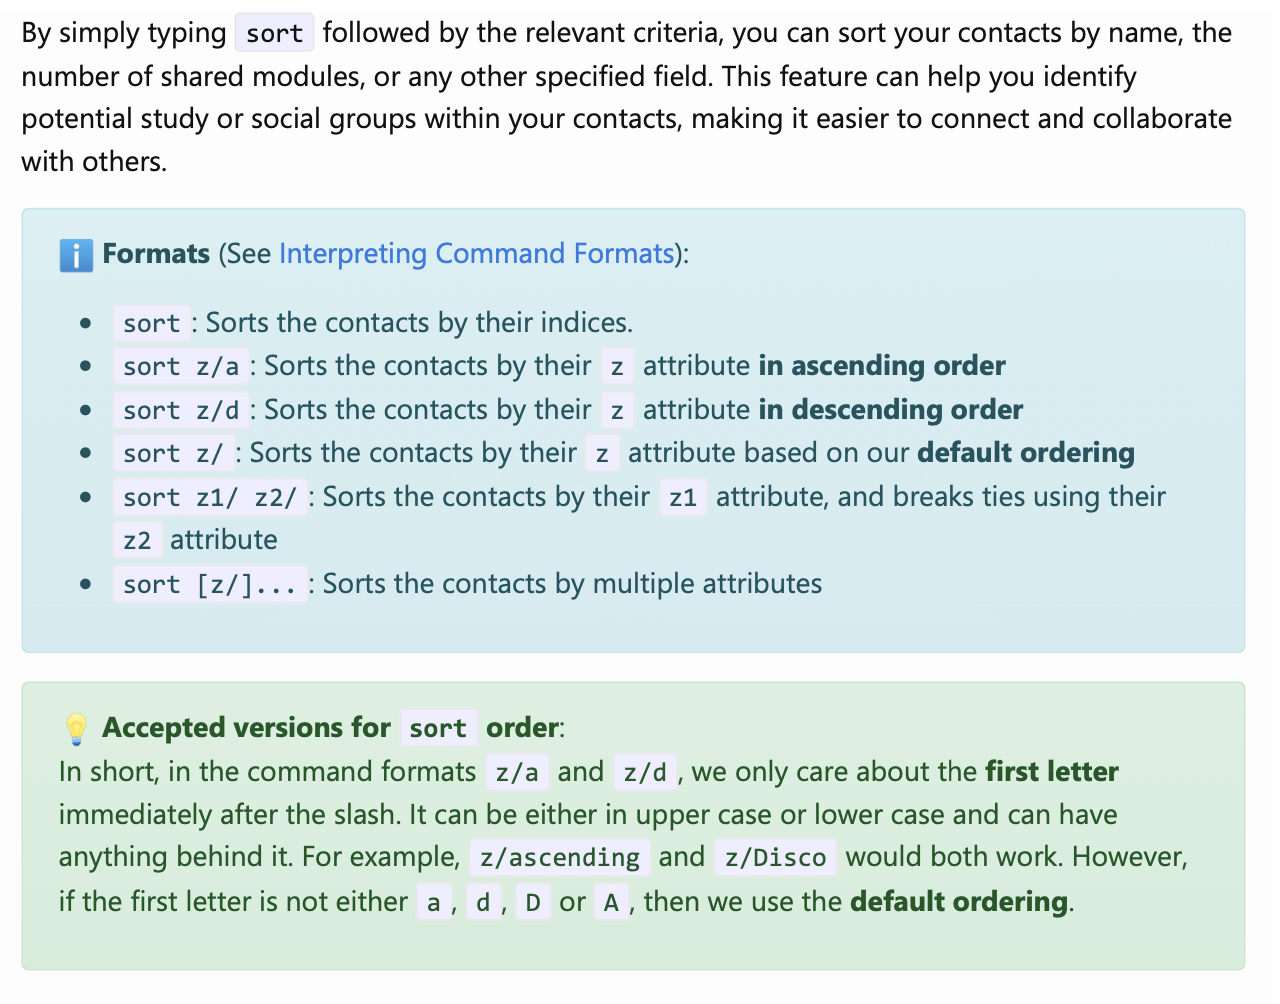 By simply typing sort followed by the relevant criteria, you can sort your contacts by name, the
number of shared modules, or any other specified field. This feature can help you identify
potential study or social groups within your contacts, making it easier to connect and collaborate
with others.
Formats (See Interpreting Command Formats):
• sort: Sorts the contacts by their indices.
• sort z/a: Sorts the contacts by their z attribute in ascending order
• sort z/d: Sorts the contacts by their z attribute in descending order
• sort z/: Sorts the contacts by their z attribute based on our default ordering
• sort z1/ z2/: Sorts the contacts by their z1 attribute, and breaks ties using their
z2 attribute
• sort [z/]...: Sorts the contacts by multiple attributes
Accepted versions for sort order:
In short, in the command formats z/a and z/d, we only care about the first letter
immediately after the slash. It can be either in upper case or lower case and can have
anything behind it. For example, z/ascending and z/Disco would both work. However,
if the first letter is not either a, d, D or A, then we use the default ordering.